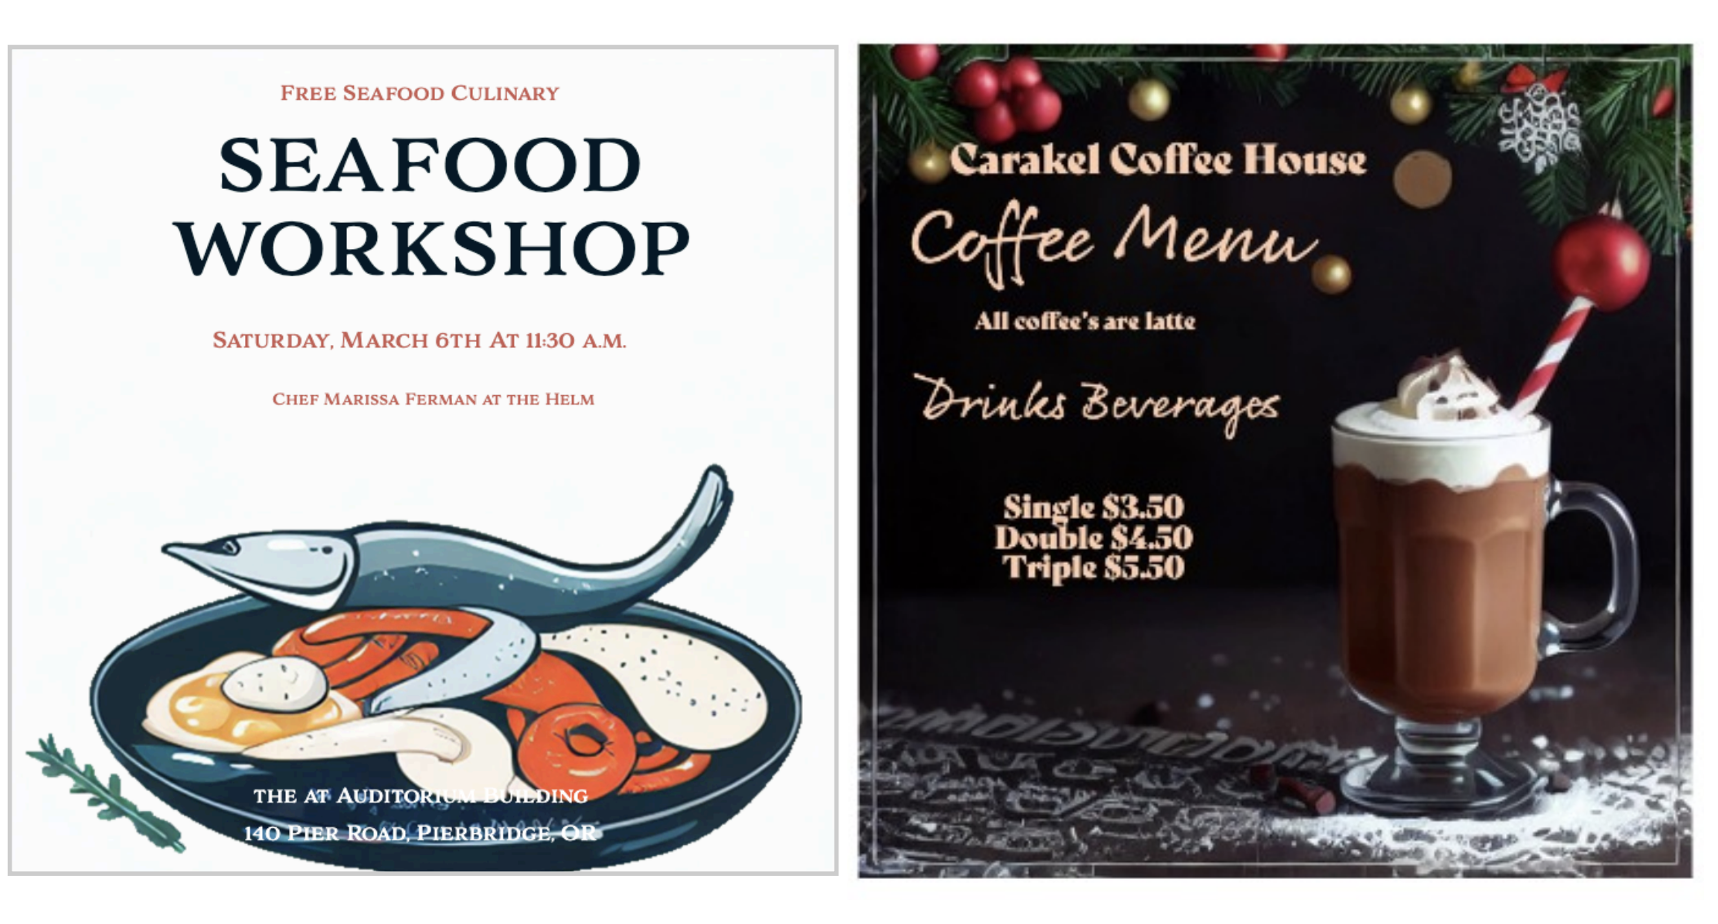 Free Seafood Culinary
SEAFOOD
WORKSHOP
Saturday, March 6th At 11:30 a.m.
Chef Marissa Ferman at the Helm
the at Auditorium Building
140 Pier Road, Pierbridge, OR
Carakel Coffee House
Coffee Menu
All coffee's are latte
Drinks Beverages
Single $3.50
Double $4.50
Triple $5.50